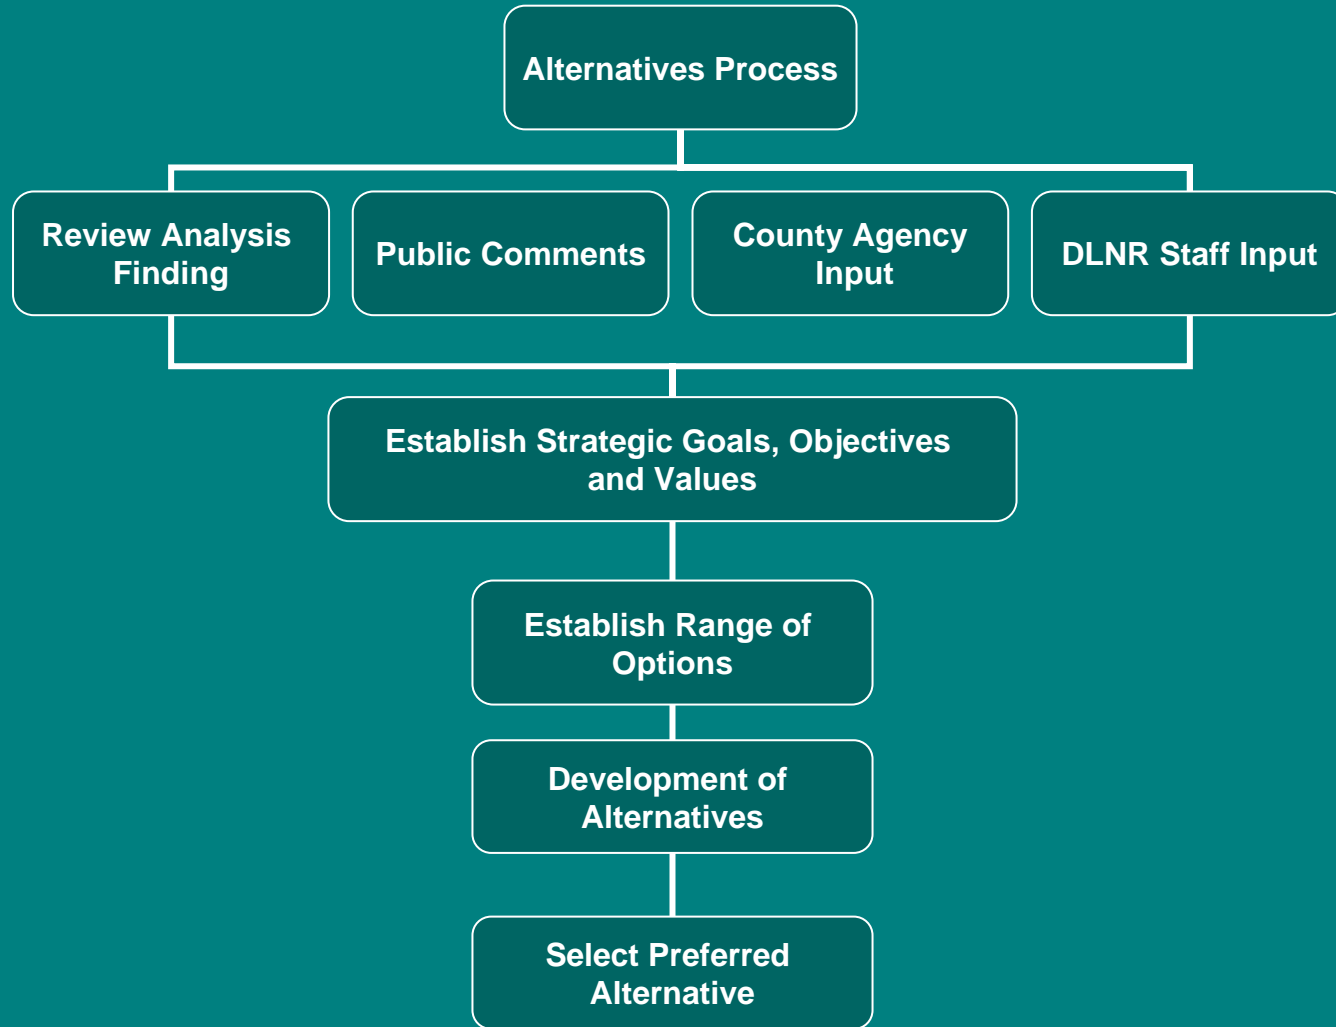 Alternatives Process
Review Analysis
Finding
Public Comments
County Agency
Input
DLNR Staff Input
Establish Strategic Goals, Objectives
and Values
Establish Range of
Options
Development of
Alternatives
Select Preferred
Alternative